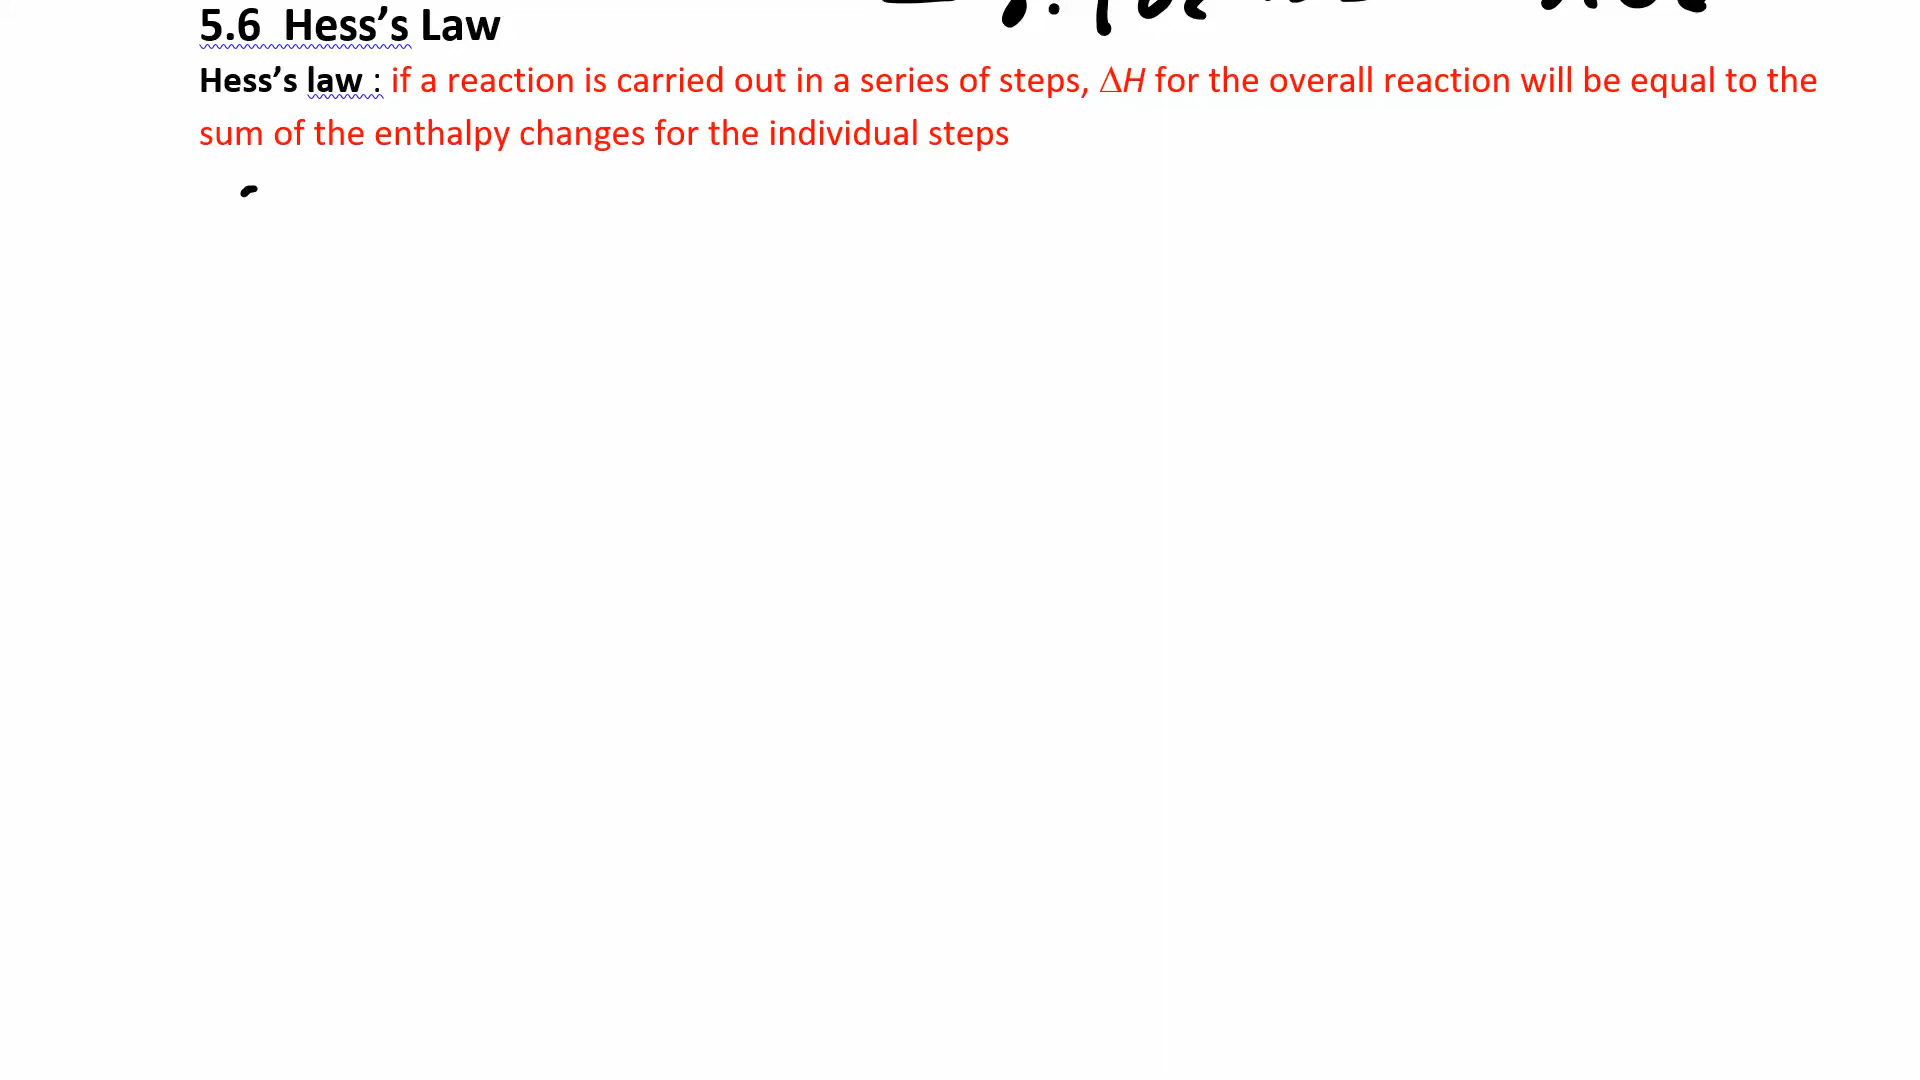 5.6 Hess’s Law
Hess’s law : if a reaction is carried out in a series of steps, ΔH for the overall reaction will be equal to the
sum of the enthalpy changes for the individual steps